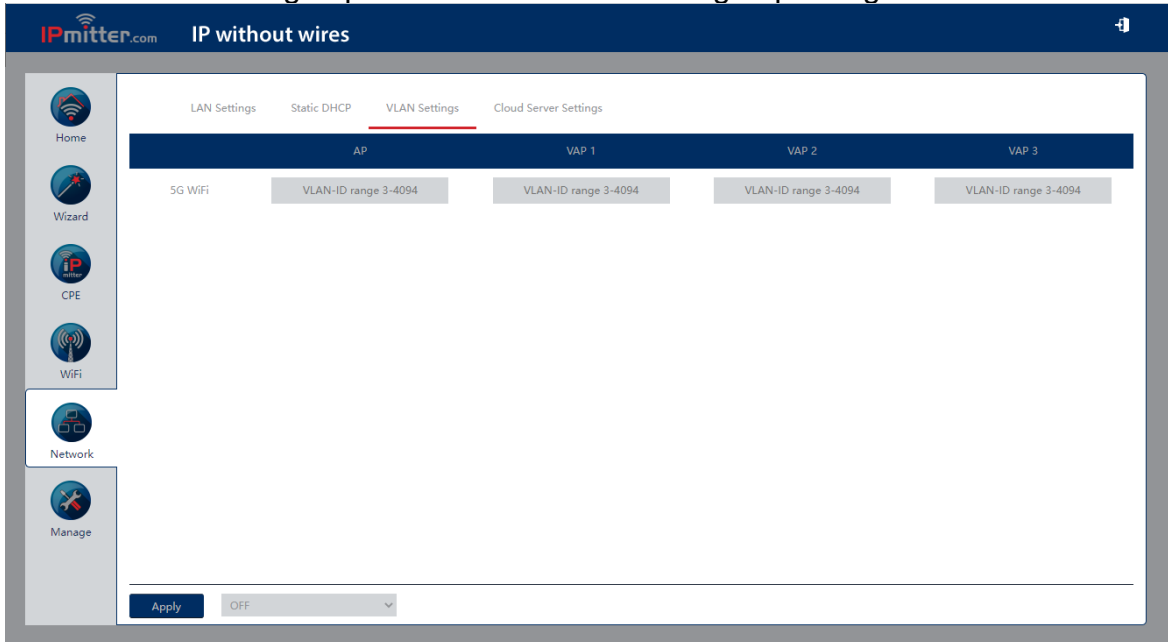 IPmitter.com IP without wires
LAN Settings Static DHCP VLAN Settings Cloud Server Settings
Home
AP VAP 1 VAP 2 VAP 3
5G WiFi VLAN-ID range 3-4094 VLAN-ID range 3-4094 VLAN-ID range 3-4094 VLAN-ID range 3-4094
Wizard
iP
mitter
CPE
WiFi
Network
Manage
Apply OFF